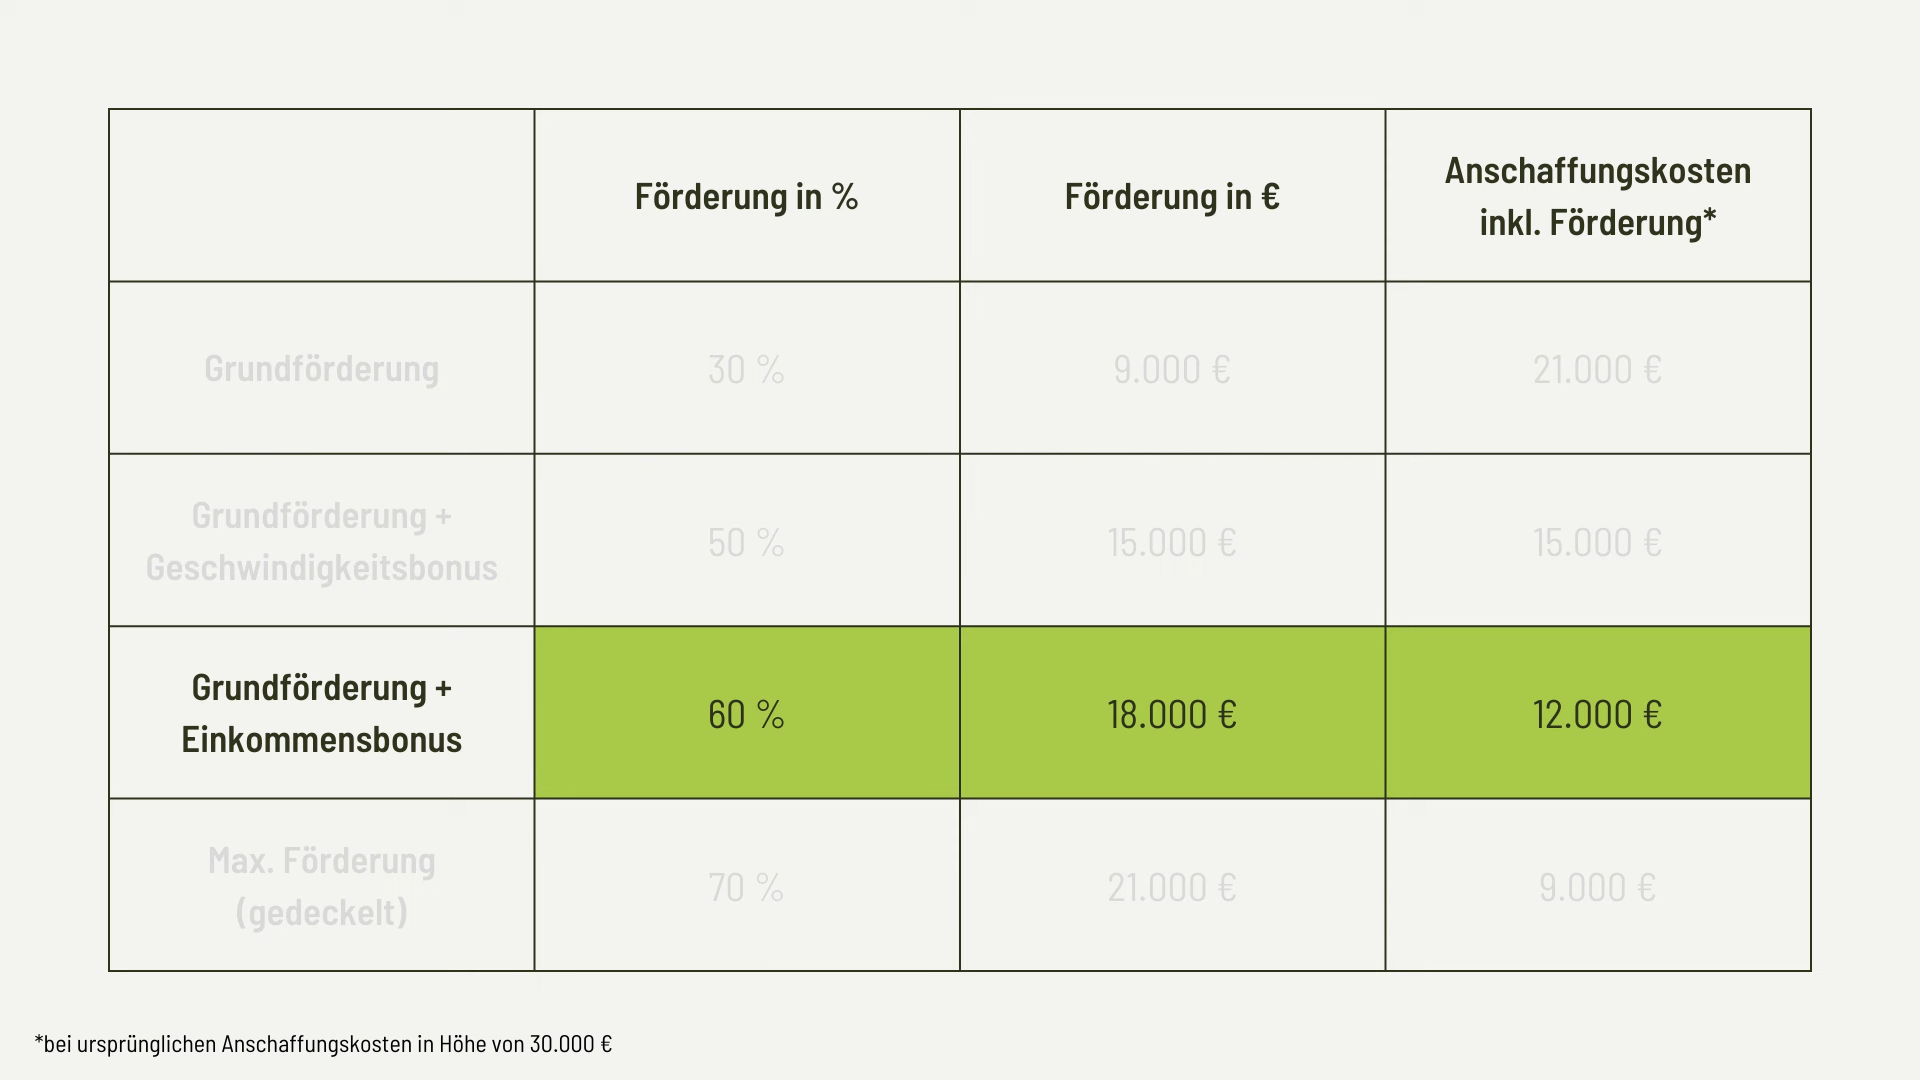 Förderung in %
Förderung in €
Anschaffungskosten
inkl. Förderung*
Grundförderung
30 %
9.000 €
21.000 €
Grundförderung +
Geschwindigkeitsbonus
50 %
15.000 €
15.000 €
Grundförderung +
Einkommensbonus
60 %
18.000 €
12.000 €
Max. Förderung
(gedeckelt)
70 %
21.000 €
9.000 €
*bei ursprünglichen Anschaffungskosten in Höhe von 30.000 €